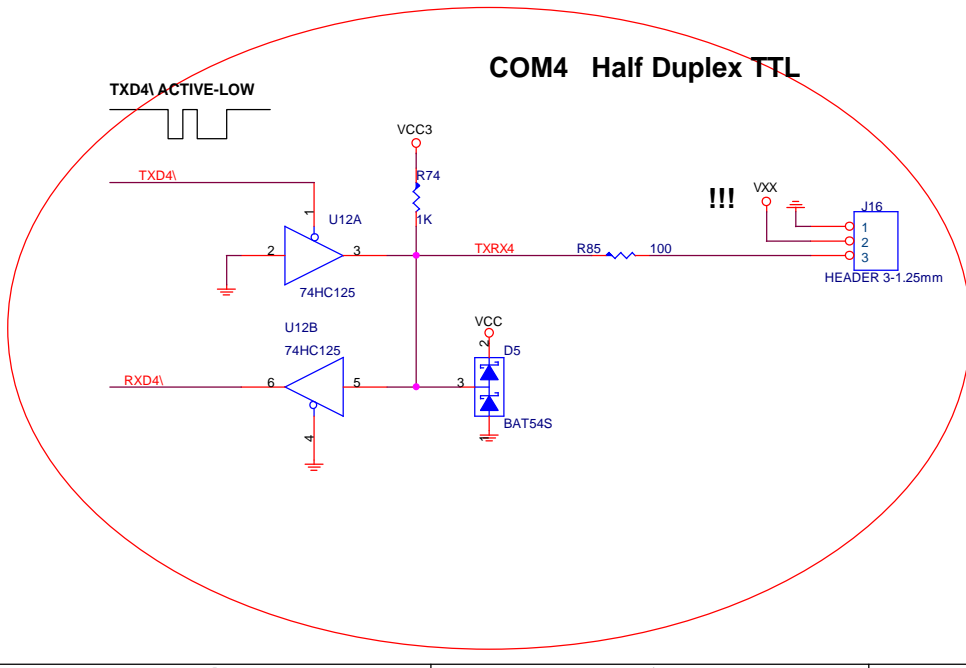 COM4 Half Duplex TTL
TXD4\ ACTIVE-LOW
VCC3
R74
1K
TXD4\
1
U12A
2
3
74HC125
TXRX4
R85
100
!!!
VXX
J16
1
2
3
HEADER 3-1.25mm
U12B
74HC125
RXD4\
6
5
4
VCC
2
D5
3
1
BAT54S